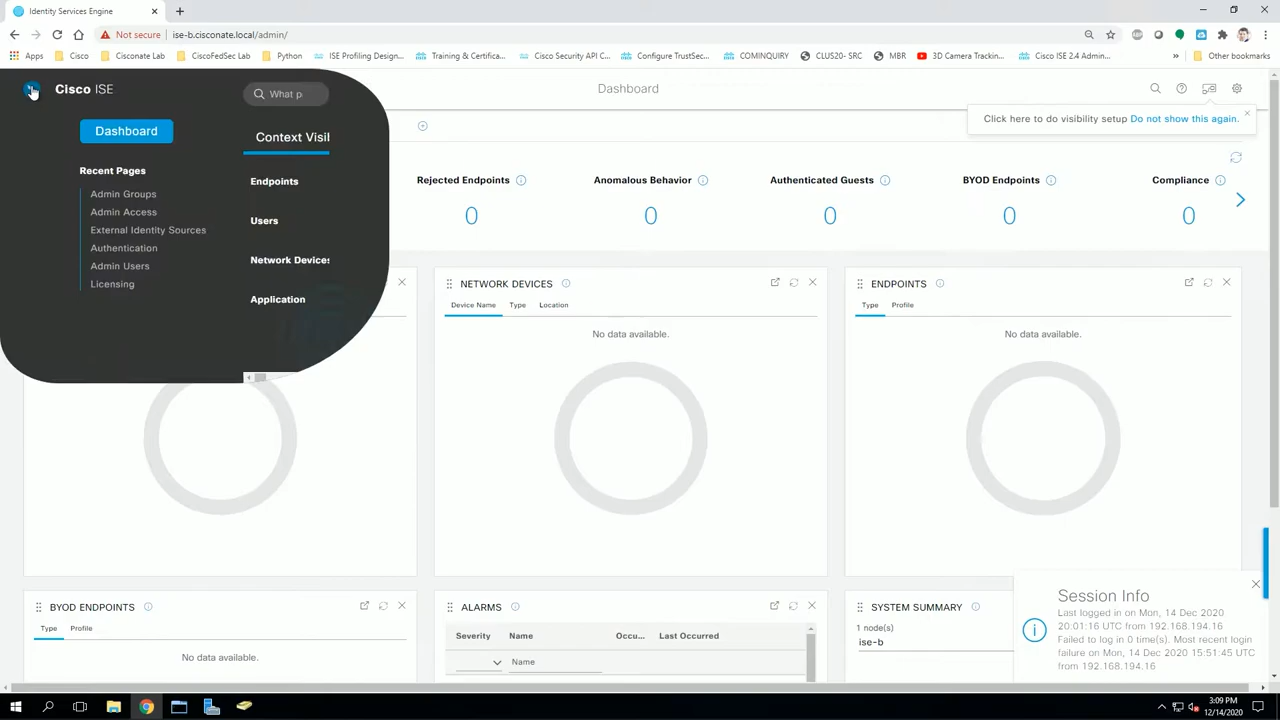 Identity Services Engine
Not secure | ise-b.cisconate.local/admin/
Apps Cisco Cisconate Lab CiscoFedSec Lab Python ISE Profiling Design... Training & Certifica... Cisco Security API C... Configure TrustSec... COMINQUIRY CLUS20- SRC MBR 3D Camera Tracking... Cisco ISE 2.4 Admin... » Other bookmarks
Cisco ISE
What p
Dashboard
Click here to do visibility setup Do not show this again.
Dashboard
Context Visil
Recent Pages
Admin Groups
Admin Access
External Identity Sources
Authentication
Admin Users
Licensing
Endpoints
Users
Network Devices
Application
Rejected Endpoints
0
Anomalous Behavior
0
Authenticated Guests
0
BYOD Endpoints
0
Compliance
0
NETWORK DEVICES
Device Name Type Location
No data available.
ENDPOINTS
Type Profile
No data available.
BYOD ENDPOINTS
Type Profile
No data available.
ALARMS
Severity Name Occu... Last Occurred
Name
SYSTEM SUMMARY
1 node(s)
ise-b
Session Info
Last logged in on Mon, 14 Dec 2020
20:01:16 UTC from 192.168.194.16
Failed to log in 0 time(s). Most recent login
failure on Mon, 14 Dec 2020 15:51:45 UTC
from 192.168.194.16
3:09 PM
12/14/2020